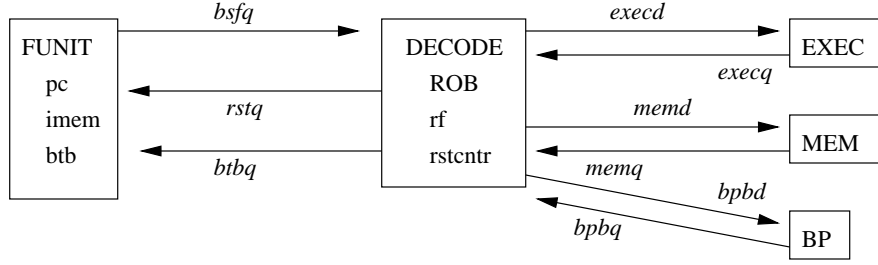 bsfq
execd
FUNIT
DECODE
EXEC
pc
ROB
execq
imem
rstq
rf
memd
btb
rstcntr
MEM
btbq
memq
bpbd
bpbq
BP